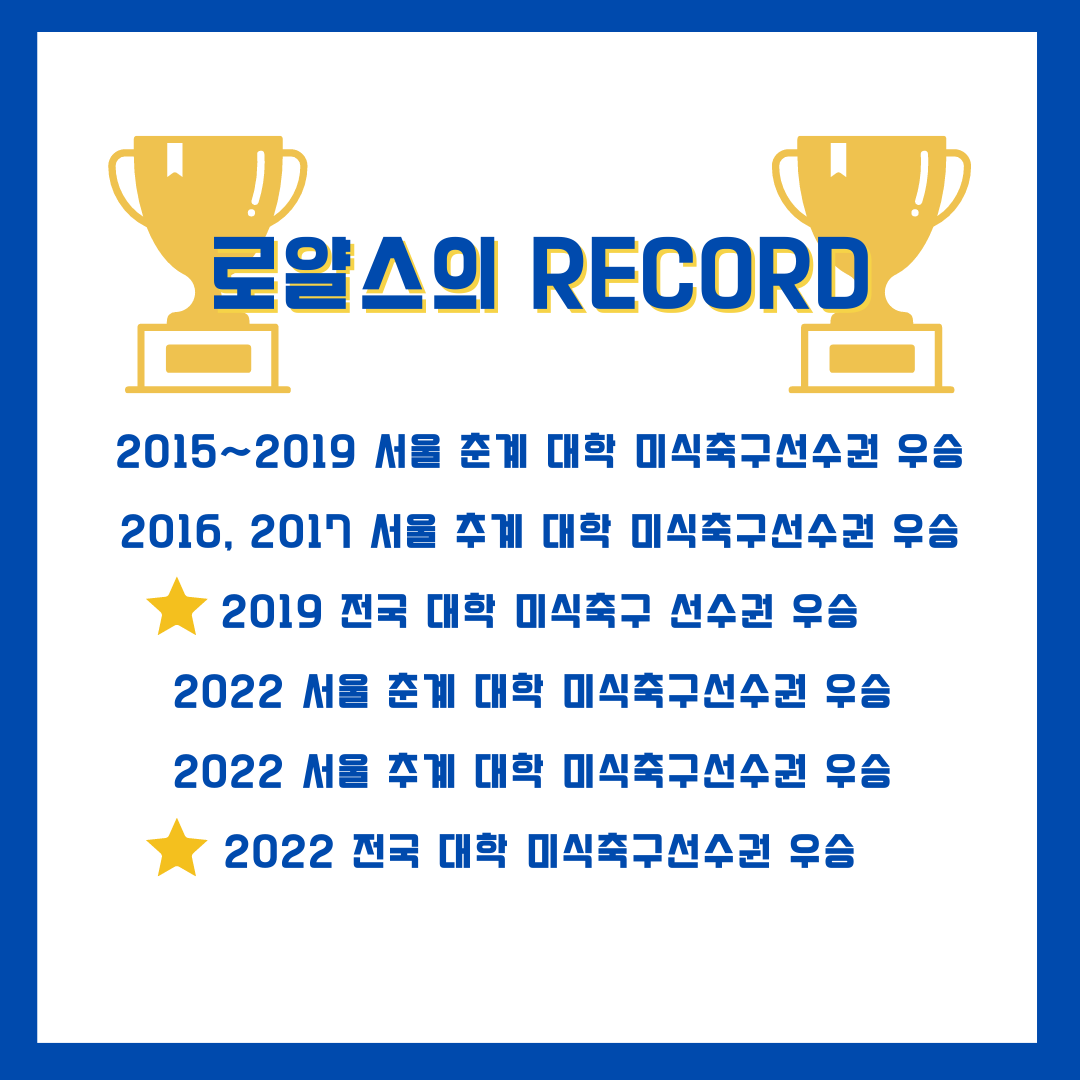 로얄스의 RECORD
2015~2019 서울 춘계 대학 미식축구선수권 우승
2016, 2017 서울 추계 대학 미식축구선수권 우승
2019 전국 대학 미식축구 선수권 우승
2022 서울 춘계 대학 미식축구선수권 우승
2022 서울 추계 대학 미식축구선수권 우승
2022 전국 대학 미식축구선수권 우승